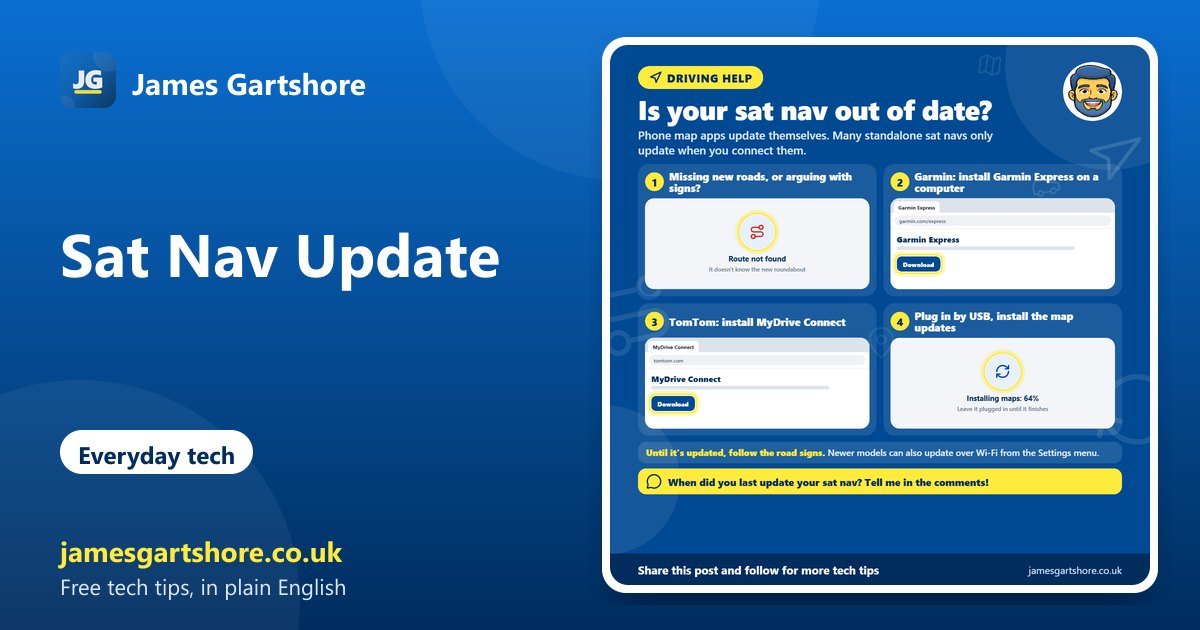 JG
James Gartshore
Sat Nav Update
Everyday tech
jamesgartshore.co.uk
Free tech tips, in plain English
DRIVING HELP
Is your sat nav out of date?
Phone map apps update themselves. Many standalone sat navs only
update when you connect them.
1
Missing new roads, or arguing with
signs?
Route not found
It doesn't know the new roundabout
2
Garmin: install Garmin Express on a
computer
Garmin Express
garmin.com/express
Garmin Express
Download
3
TomTom: install MyDrive Connect
MyDrive Connect
tomtom.com
MyDrive Connect
Download
4
Plug in by USB, install the map
updates
Installing maps: 64%
Leave it plugged in until it finishes
Until it's updated, follow the road signs. Newer models can also update over Wi-Fi from the Settings menu.
When did you last update your sat nav? Tell me in the comments!
Share this post and follow for more tech tips
jamesgartshore.co.uk